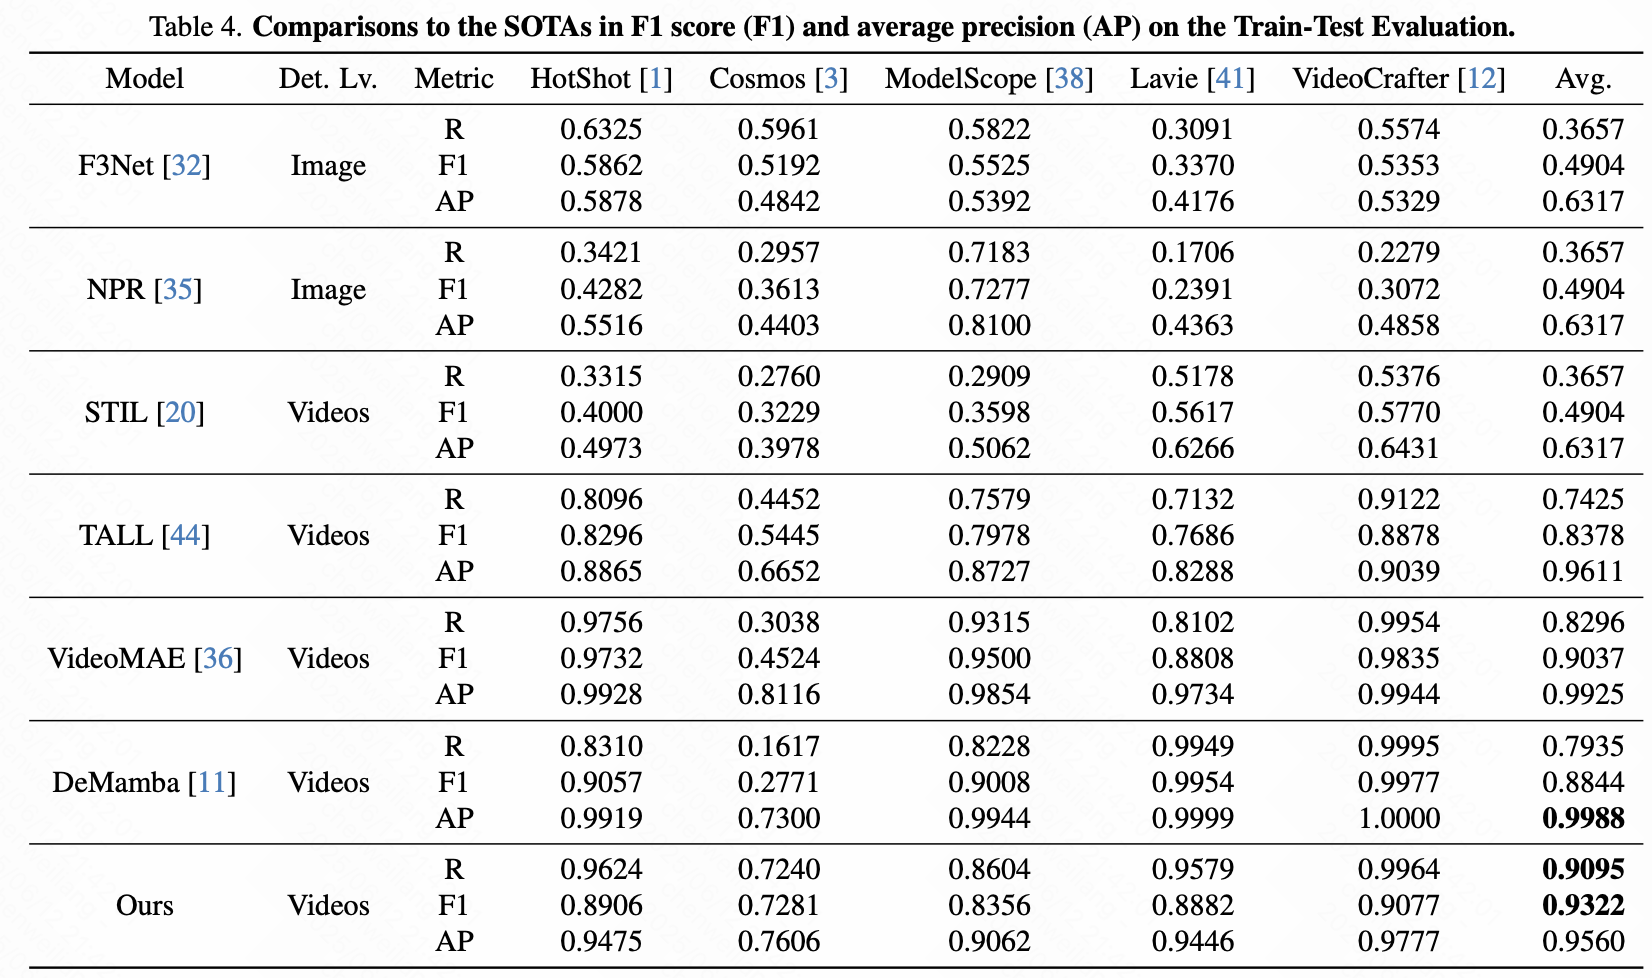 Table 4. Comparisons to the SOTAs in F1 score (F1) and average precision (AP) on the Train-Test Evaluation.
Model Det. Lv. Metric HotShot [1] Cosmos [3] ModelScope [38] Lavie [41] VideoCrafter [12] Avg.
R 0.6325 0.5961 0.5822 0.3091 0.5574 0.3657
F3Net [32] Image F1 0.5862 0.5192 0.5525 0.3370 0.5353 0.4904
AP 0.5878 0.4842 0.5392 0.4176 0.5329 0.6317
R 0.3421 0.2957 0.7183 0.1706 0.2279 0.3657
NPR [35] Image F1 0.4282 0.3613 0.7277 0.2391 0.3072 0.4904
AP 0.5516 0.4403 0.8100 0.4363 0.4858 0.6317
R 0.3315 0.2760 0.2909 0.5178 0.5376 0.3657
STIL [20] Videos F1 0.4000 0.3229 0.3598 0.5617 0.5770 0.4904
AP 0.4973 0.3978 0.5062 0.6266 0.6431 0.6317
R 0.8096 0.4452 0.7579 0.7132 0.9122 0.7425
TALL [44] Videos F1 0.8296 0.5445 0.7978 0.7686 0.8878 0.8378
AP 0.8865 0.6652 0.8727 0.8288 0.9039 0.9611
R 0.9756 0.3038 0.9315 0.8102 0.9954 0.8296
VideoMAE [36] Videos F1 0.9732 0.4524 0.9500 0.8808 0.9835 0.9037
AP 0.9928 0.8116 0.9854 0.9734 0.9944 0.9925
R 0.8310 0.1617 0.8228 0.9949 0.9995 0.7935
DeMamba [11] Videos F1 0.9057 0.2771 0.9008 0.9954 0.9977 0.8844
AP 0.9919 0.7300 0.9944 0.9999 1.0000 0.9988
R 0.9624 0.7240 0.8604 0.9579 0.9964 0.9095
Ours Videos F1 0.8906 0.7281 0.8356 0.8882 0.9077 0.9322
AP 0.9475 0.7606 0.9062 0.9446 0.9777 0.9560